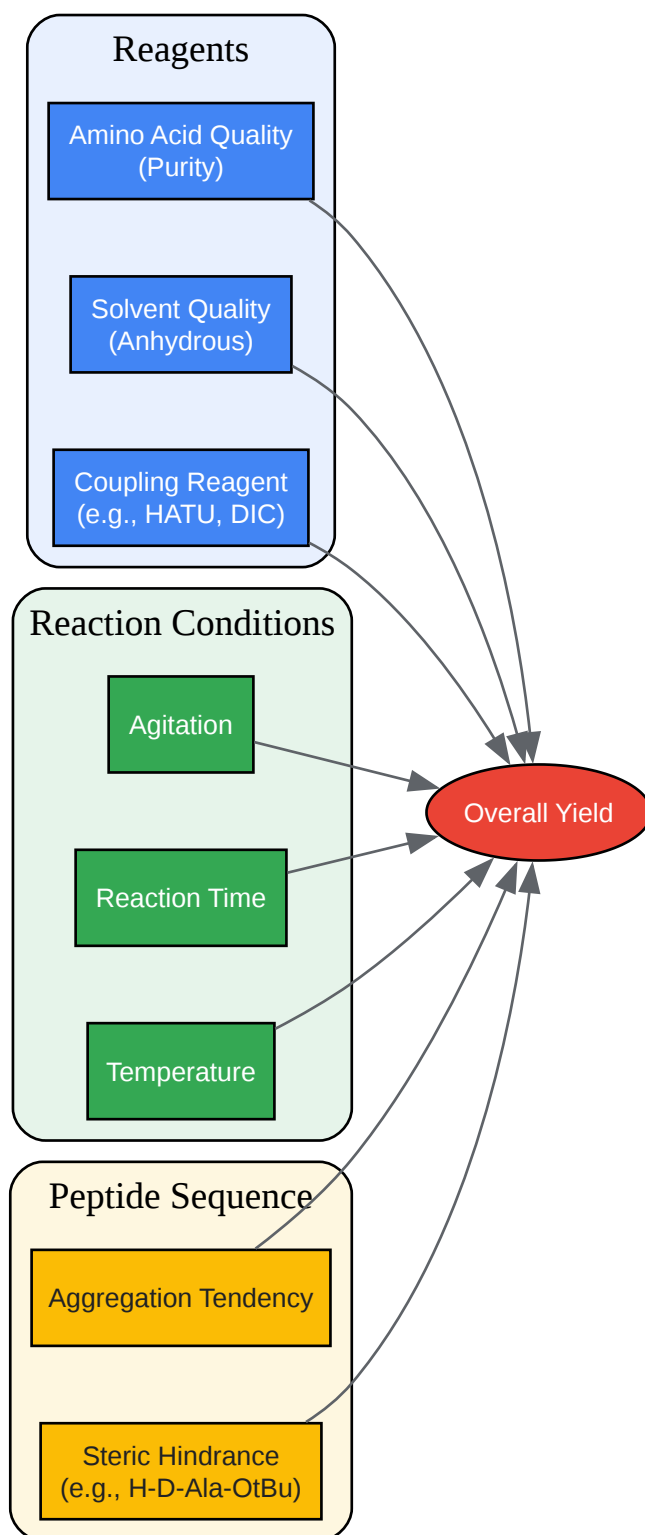 Reagents
Amino Acid Quality
(Purity)
Solvent Quality
(Anhydrous)
Coupling Reagent
(e.g., HATU, DIC)
Reaction Conditions
Agitation
Overall Yield
Reaction Time
Temperature
Peptide Sequence
Aggregation Tendency
Steric Hindrance
(e.g., H-D-Ala-OtBu)